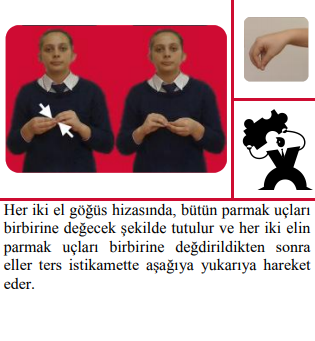 Her iki el göğüs hizasında, bütün parmak uçları
birbirine değecek şekilde tutulur ve her iki elin
parmak uçları birbirine değdirildikten sonra
eller ters istikamette aşağıya yukarıya hareket
eder.